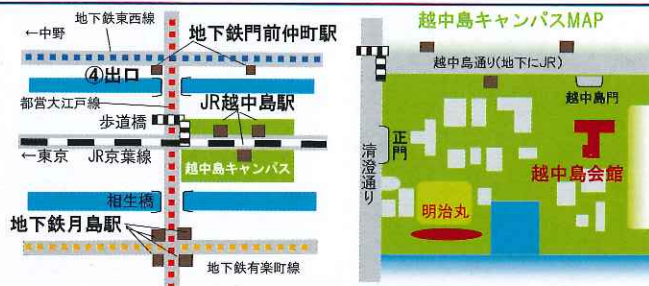 地下鉄東西線
←中野
地下鉄門前仲町駅
④出口
都営大江戸線
JR越中島駅
歩道橋
←東京
JR京葉線
越中島キャンパス
相生橋
地下鉄月島駅
地下鉄有楽町線
越中島キャンパスMAP
越中島通り(地下にJR)
越中島門
正門
清澄通り
越中島会館
明治丸